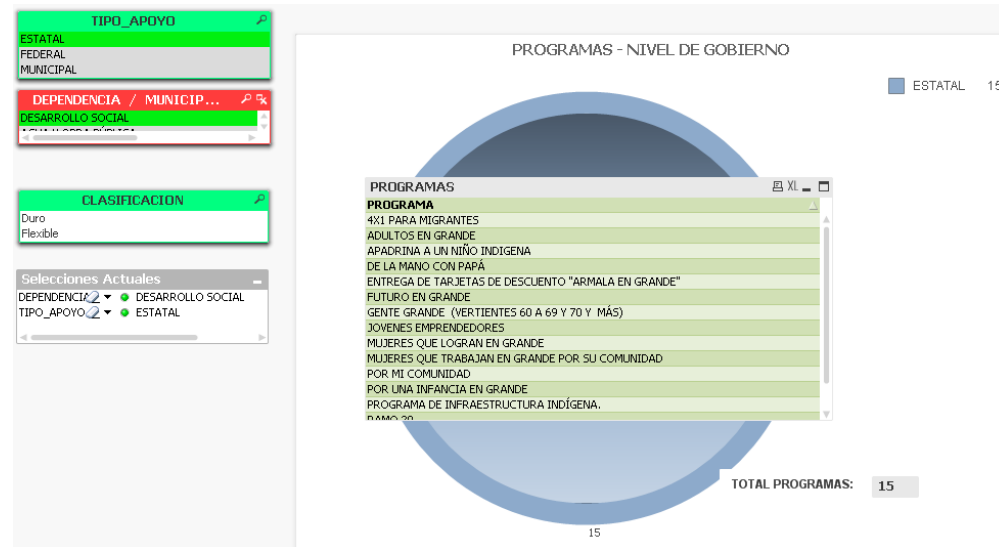 TIPO_APOYO
ESTATAL
FEDERAL
MUNICIPAL
DEPENDENCIA / MUNICIP...
DESARROLLO SOCIAL
CLASIFICACION
Duro
Flexible
Selecciones Actuales
DEPENDENCIA DESARROLLO SOCIAL
TIPO_APOYO ESTATAL
PROGRAMAS - NIVEL DE GOBIERNO
ESTATAL 15
PROGRAMAS XL
PROGRAMA
4X1 PARA MIGRANTES
ADULTOS EN GRANDE
APADRINA A UN NIÑO INDIGENA
DE LA MANO CON PAPÁ
ENTREGA DE TARJETAS DE DESCUENTO "ARMALA EN GRANDE"
FUTURO EN GRANDE
GENTE GRANDE (VERTIENTES 60 A 69 Y 70 Y MÁS)
JOVENES EMPRENDEDORES
MUJERES QUE LOGRAN EN GRANDE
MUJERES QUE TRABAJAN EN GRANDE POR SU COMUNIDAD
POR MI COMUNIDAD
POR UNA INFANCIA EN GRANDE
PROGRAMA DE INFRAESTRUCTURA INDÍGENA.
TOTAL PROGRAMAS: 15
15